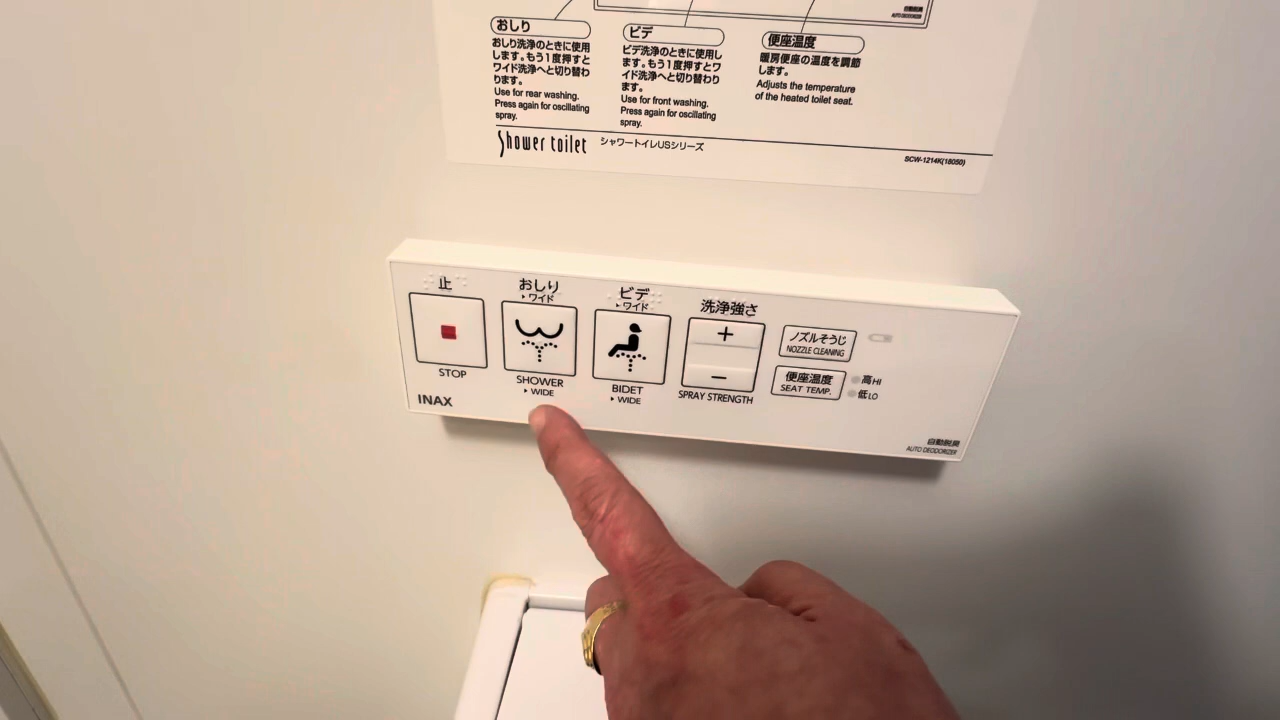 自動脱臭
AUTO DEODORIZER
おしり
おしり洗浄のときに使用
します。もう1度押すと
ワイド洗浄へと切り替わ
ります。
Use for rear washing.
Press again for oscillating
spray.
ビデ
ビデ洗浄のときに使用し
ます。もう1度押すとワ
イド洗浄へと切り替わり
ます。
Use for front washing.
Press again for oscillating
spray.
便座温度
暖房便座の温度を調節
します。
Adjusts the temperature
of the heated toilet seat.
Shower toilet シャワートイレUSシリーズ
SCW-1214K(16050)
止
STOP
おしり
▸ワイド
SHOWER
▸ WIDE
ビデ
▸ワイド
BIDET
▸ WIDE
洗浄強さ
+
−
SPRAY STRENGTH
ノズルそうじ
NOZZLE CLEANING
便座温度
SEAT TEMP.
高HI
低LO
INAX
自動脱臭
AUTO DEODORIZER